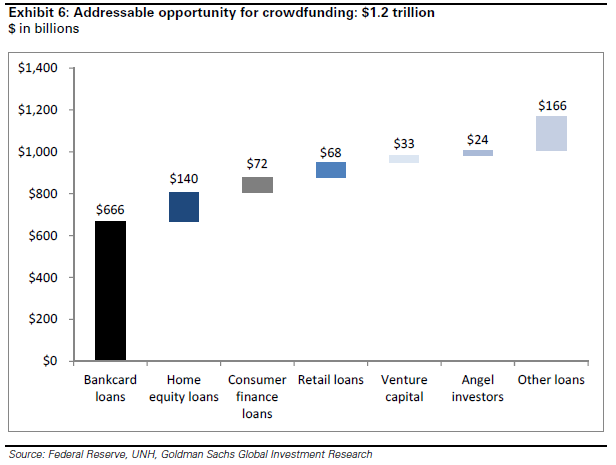 Exhibit 6: Addressable opportunity for crowdfunding: $1.2 trillion
$ in billions
$1,400
$1,200
$1,000
$800
$600
$400
$200
$0
$666
$140
$72
$68
$33
$24
$166
Bankcard loans
Home equity loans
Consumer finance loans
Retail loans
Venture capital
Angel investors
Other loans
Source: Federal Reserve, UNH, Goldman Sachs Global Investment Research